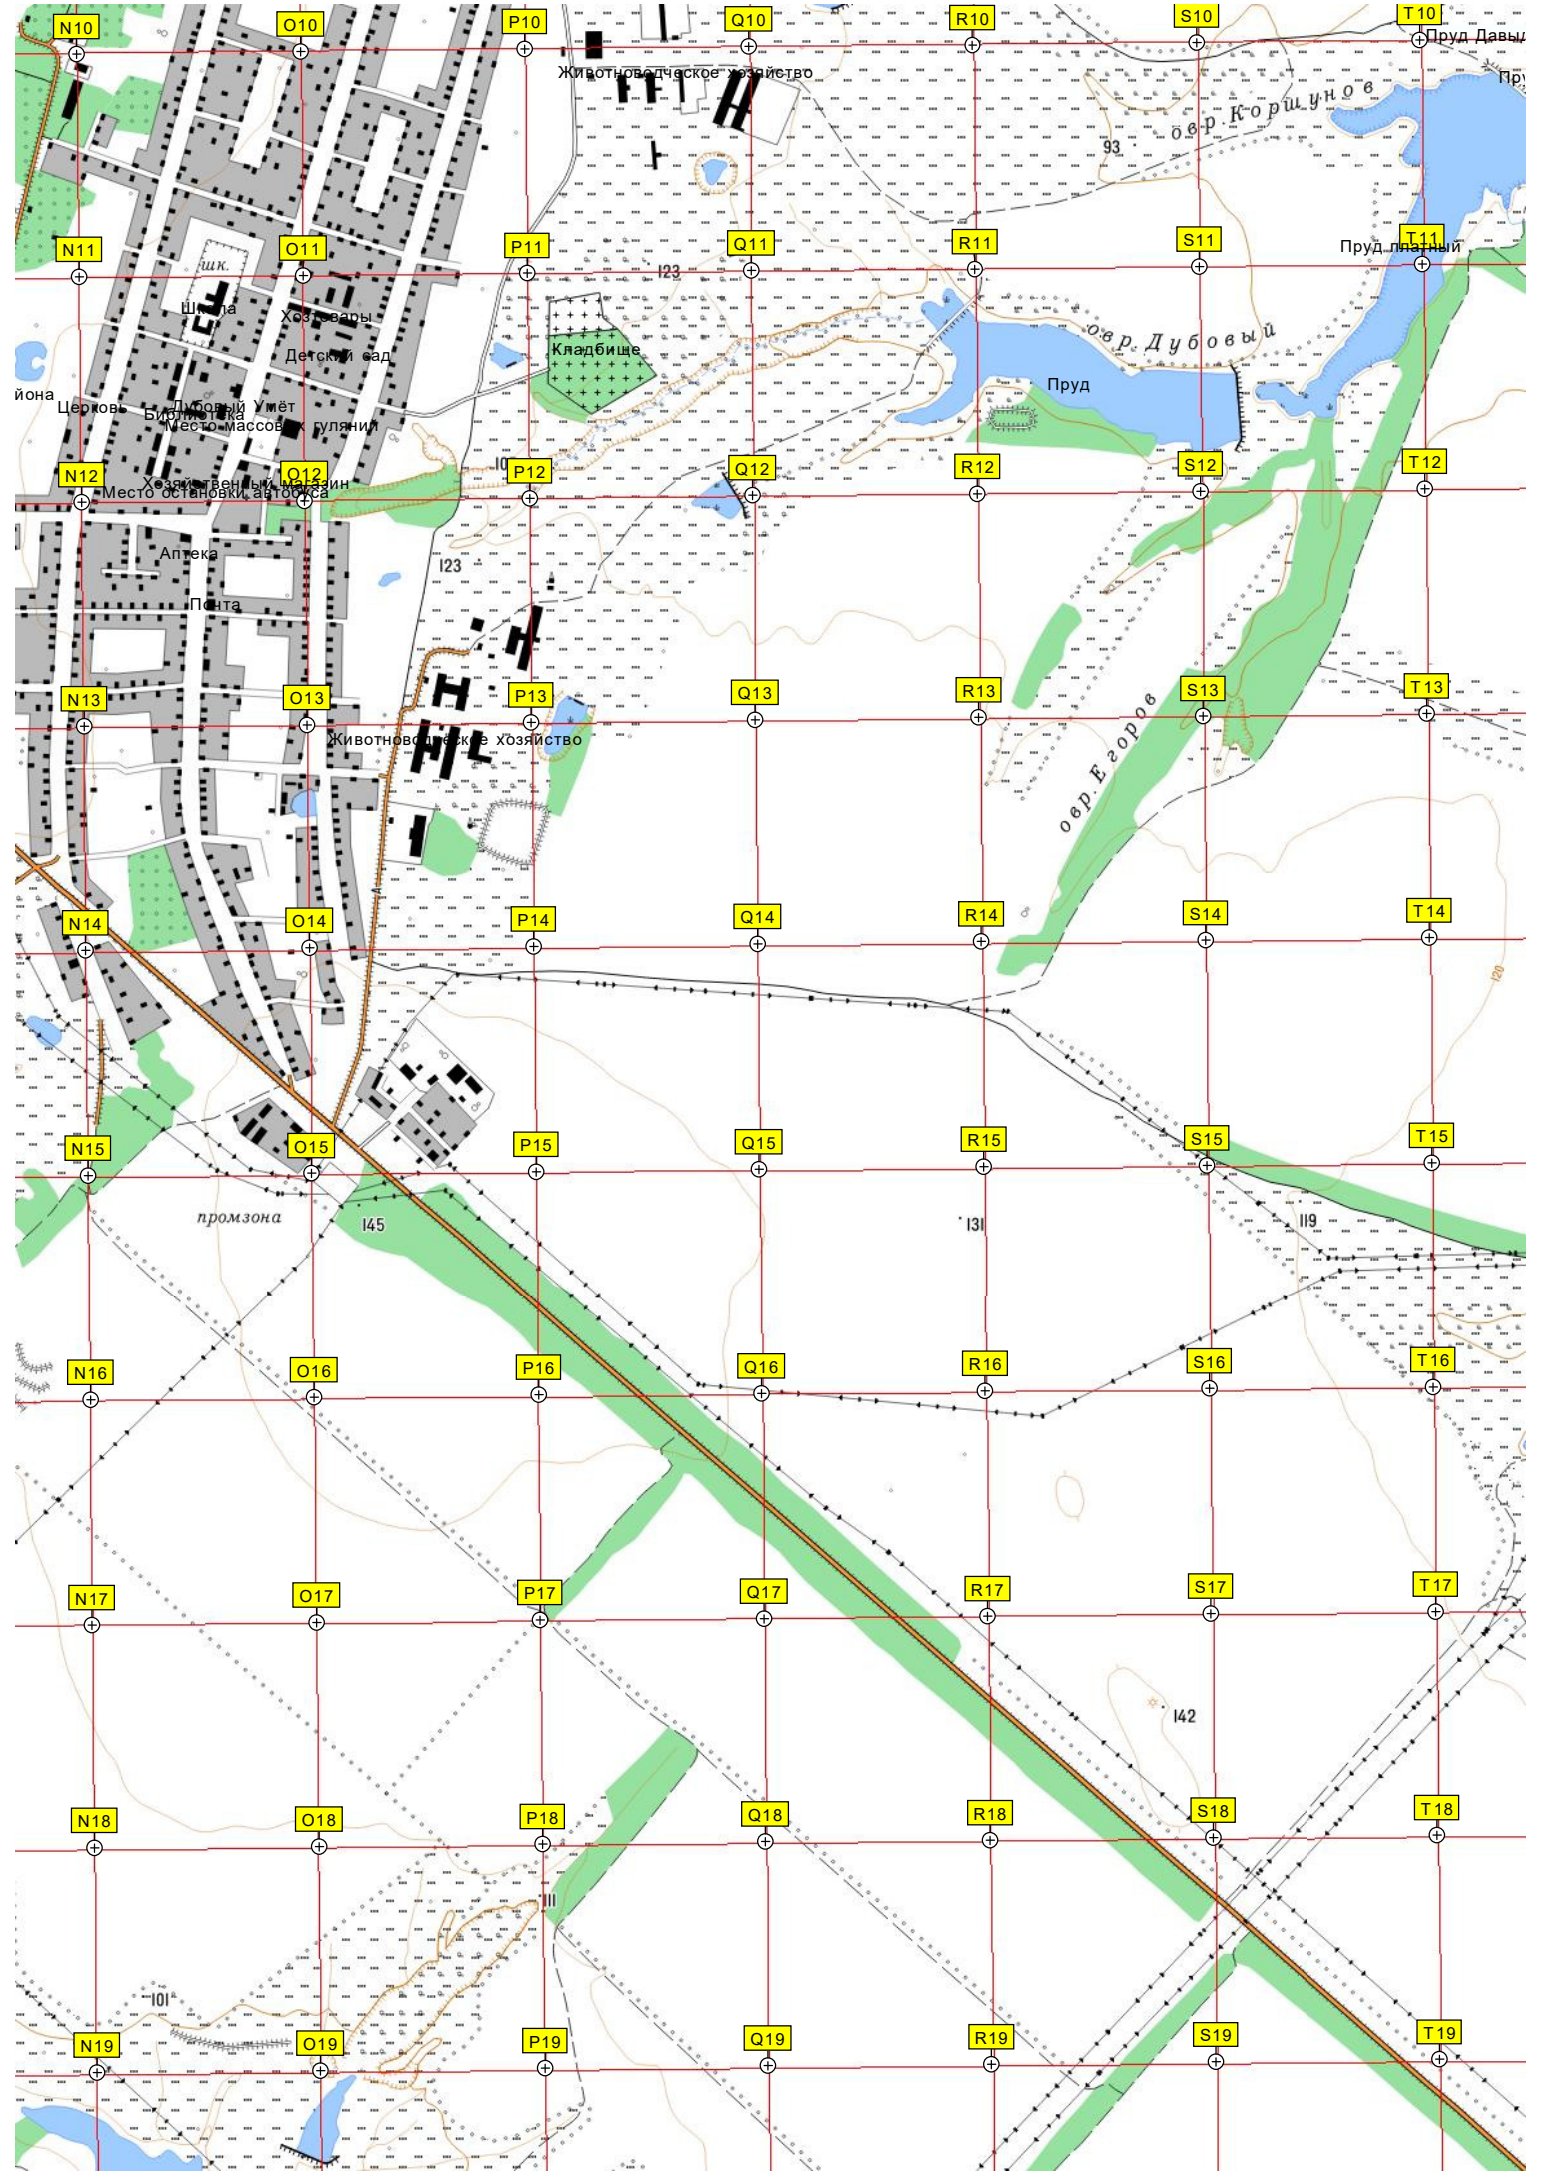 N10
O10
P10
Q10
R10
S10
T10
Пруд Давыд
Животноводческое хозяйство
Пру
овр. Коршунов
93
N11
O11
P11
Q11
R11
S11
T11
Пруд платный
шк.
123
Школа
Хозтовары
овр. Дубовый
Детский сад
Кладбище
Пруд
йона
Церковь
Дубовый Умёт
Библиотека
Место массовых гуляний
N12
O12
P12
Q12
R12
S12
T12
Хозяйственный магазин
Место остановки автобуса
Аптека
123
Почта
N13
O13
P13
Q13
R13
S13
T13
Животноводческое хозяйство
овр. Егоров
N14
O14
P14
Q14
R14
S14
T14
120
N15
O15
P15
Q15
R15
S15
T15
промзона
145
131
119
N16
O16
P16
Q16
R16
S16
T16
N17
O17
P17
Q17
R17
S17
T17
142
N18
O18
P18
Q18
R18
S18
T18
111
101
N19
O19
P19
Q19
R19
S19
T19